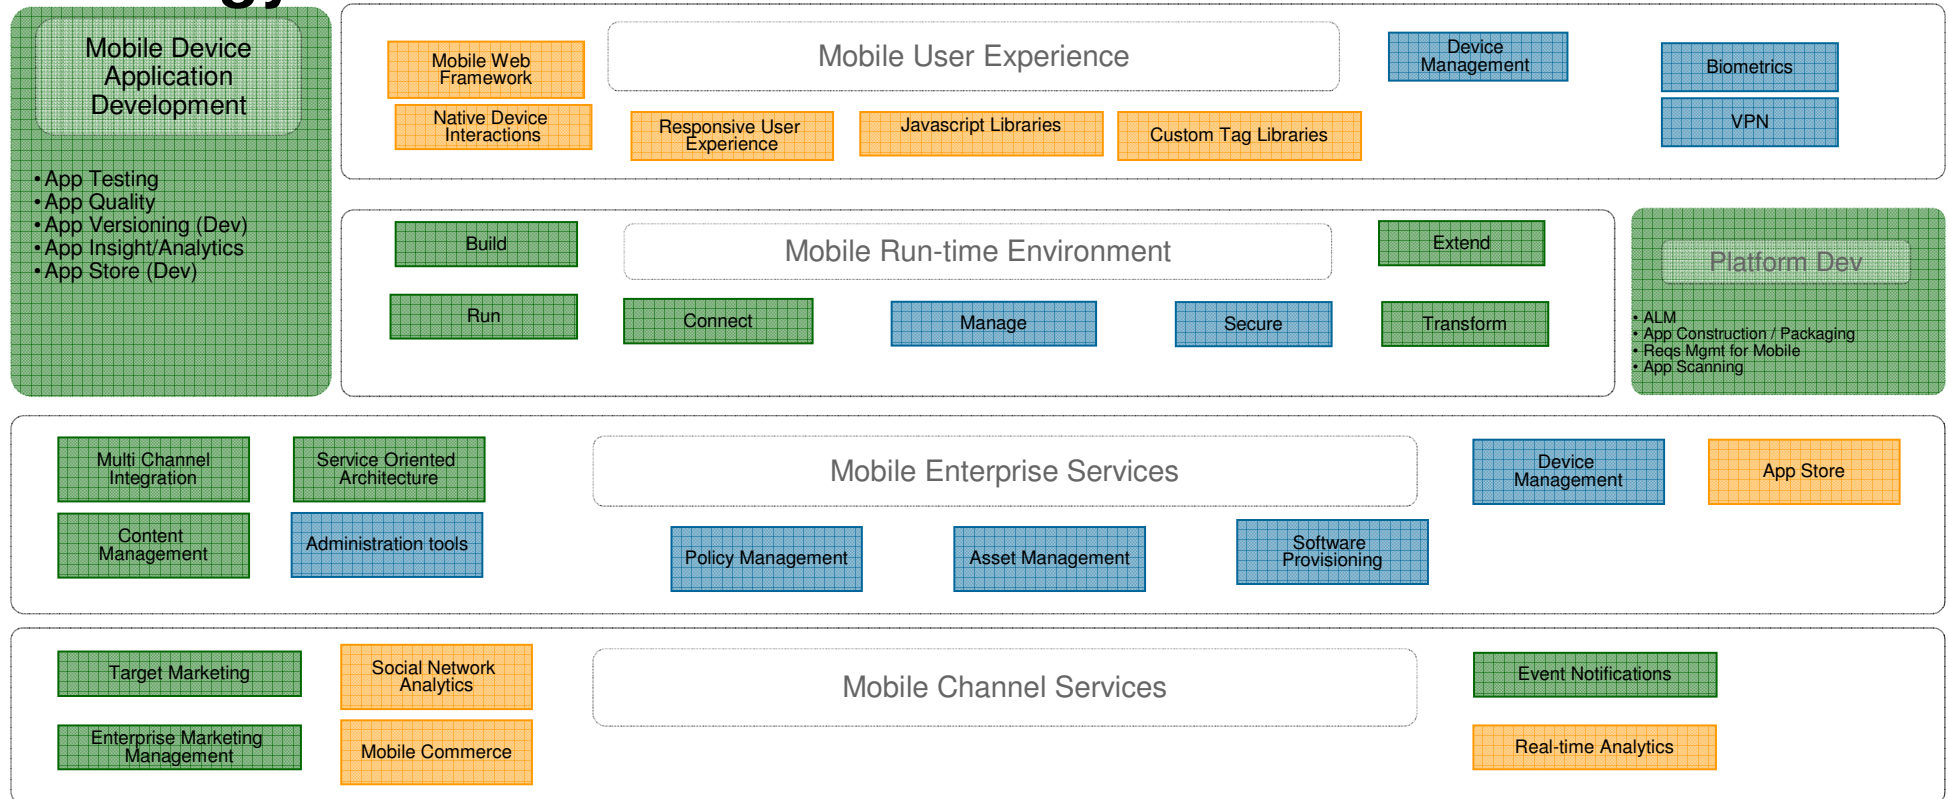 gy
Mobile Device
Application
Development
• App Testing
• App Quality
• App Versioning (Dev)
• App Insight/Analytics
• App Store (Dev)
Mobile User Experience
Mobile Web
Framework
Native Device
Interactions
Responsive User
Experience
Javascript Libraries
Custom Tag Libraries
Device
Management
Biometrics
VPN
Mobile Run-time Environment
Build
Run
Connect
Manage
Secure
Extend
Transform
Platform Dev
• ALM
• App Construction / Packaging
• Reqs Mgmt for Mobile
• App Scanning
Mobile Enterprise Services
Multi Channel
Integration
Service Oriented
Architecture
Content
Management
Administration tools
Policy Management
Asset Management
Software
Provisioning
Device
Management
App Store
Mobile Channel Services
Target Marketing
Social Network
Analytics
Enterprise Marketing
Management
Mobile Commerce
Event Notifications
Real-time Analytics